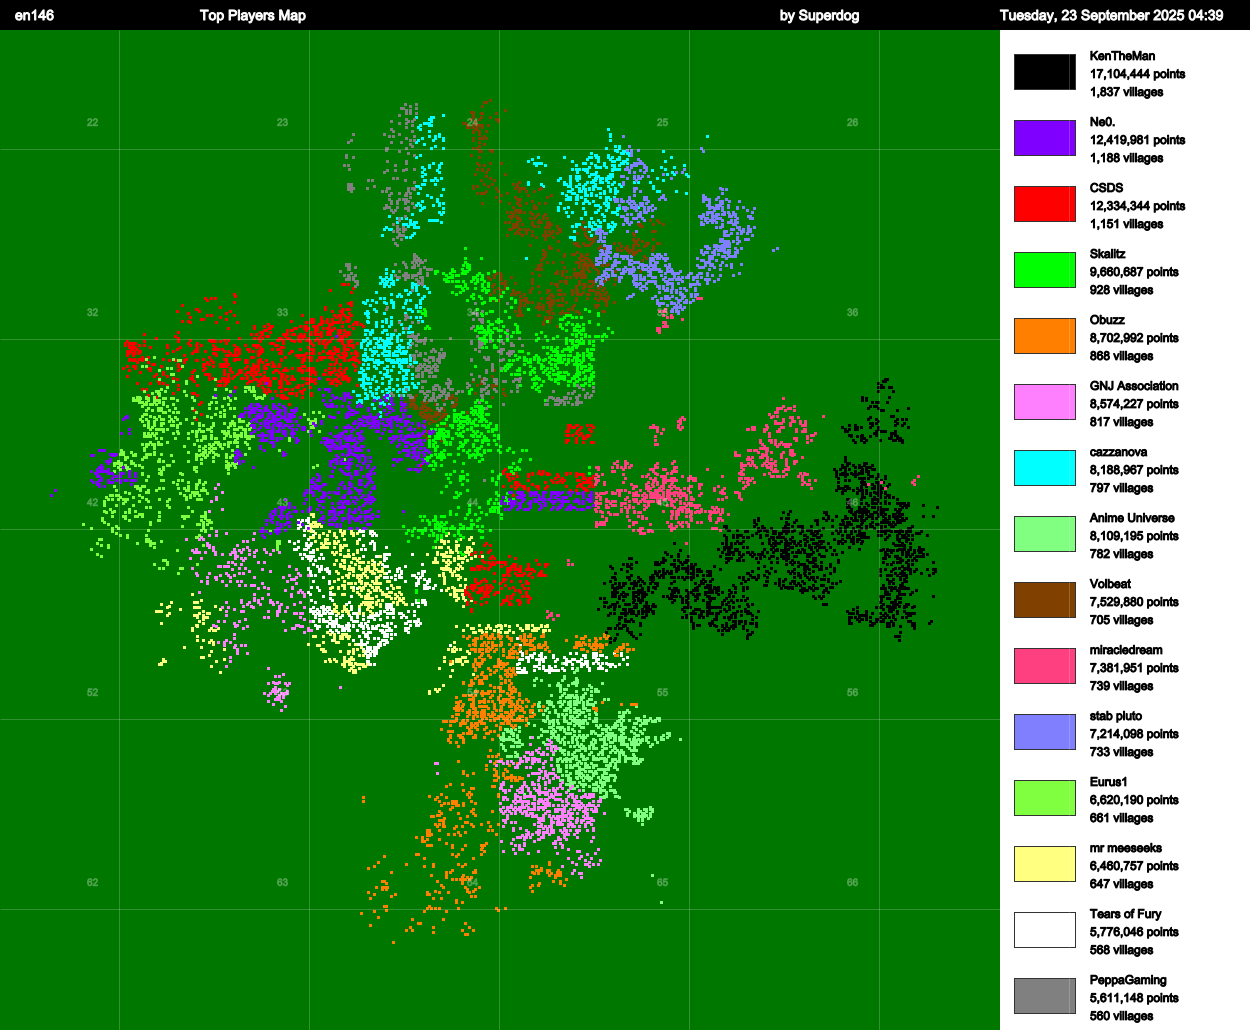 en146 Top Players Map by Superdog Tuesday, 23 September 2025 04:39
KenTheMan
17,104,444 points
1,837 villages
Ne0.
12,419,981 points
1,188 villages
CSDS
12,334,344 points
1,151 villages
Skalitz
9,660,687 points
928 villages
Obuzz
8,702,992 points
868 villages
GNJ Association
8,574,227 points
817 villages
cazzanova
8,188,967 points
797 villages
Anime Universe
8,109,195 points
782 villages
Volbeat
7,529,880 points
705 villages
miracledream
7,381,951 points
739 villages
stab pluto
7,214,098 points
733 villages
Eurus1
6,620,190 points
661 villages
mr meeseeks
6,460,757 points
647 villages
Tears of Fury
5,776,046 points
568 villages
PeppaGaming
5,611,148 points
560 villages
22 23 24 25 26
32 33 34 35 36
42 43 44
52 55 56
62 63 64 65 66